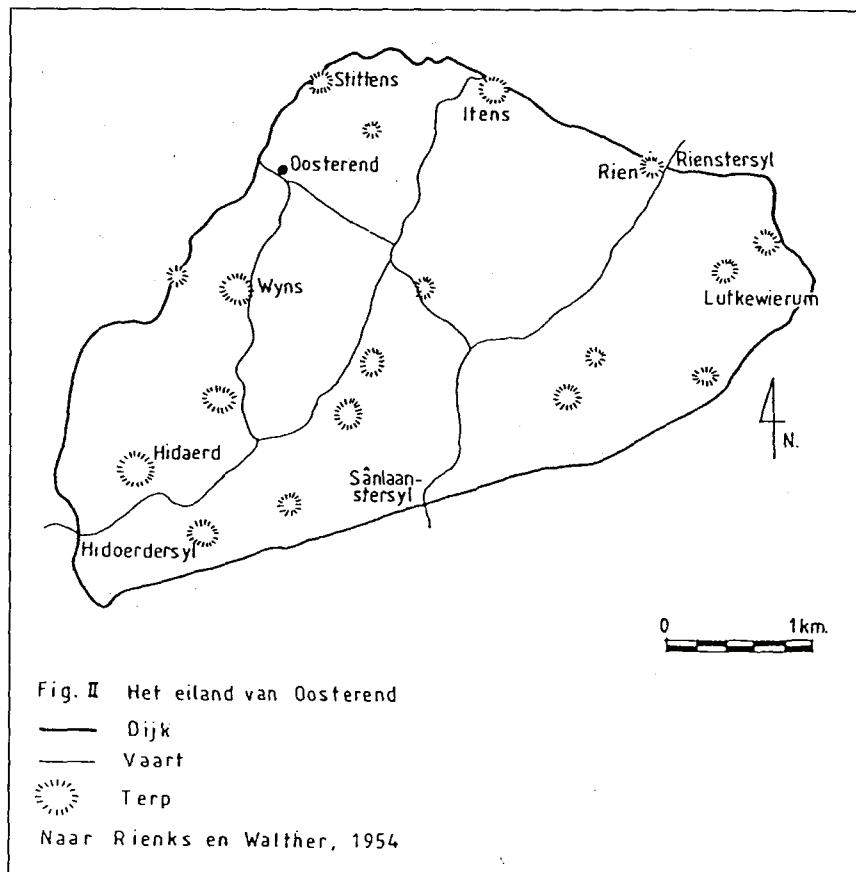 Stittens
Itens
Oosterend
Rien
Rienstersyl
Wyns
Lutkewierum
N.
Hidaerd
Sânlaan-
stersyl
Hidoerdersyl
0 1km.
Fig. II Het eiland van Oosterend
Dijk
Vaart
Terp
Naar Rienks en Walther, 1954